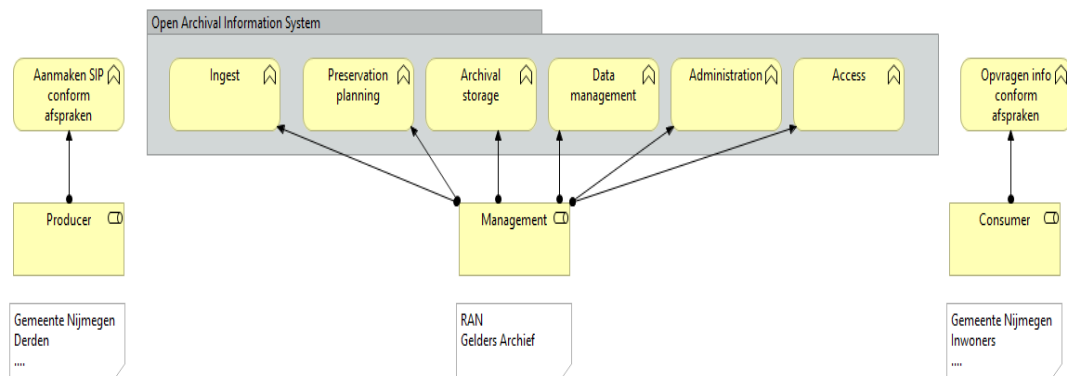 Open Archival Information System
Aanmaken SIP
conform
afspraken
Ingest
Preservation
planning
Archival
storage
Data
management
Administration
Access
Opvragen info
conform
afspraken
Producer
Management
Consumer
Gemeente Nijmegen
Derden
....
RAN
Gelders Archief
Gemeente Nijmegen
Inwoners
....